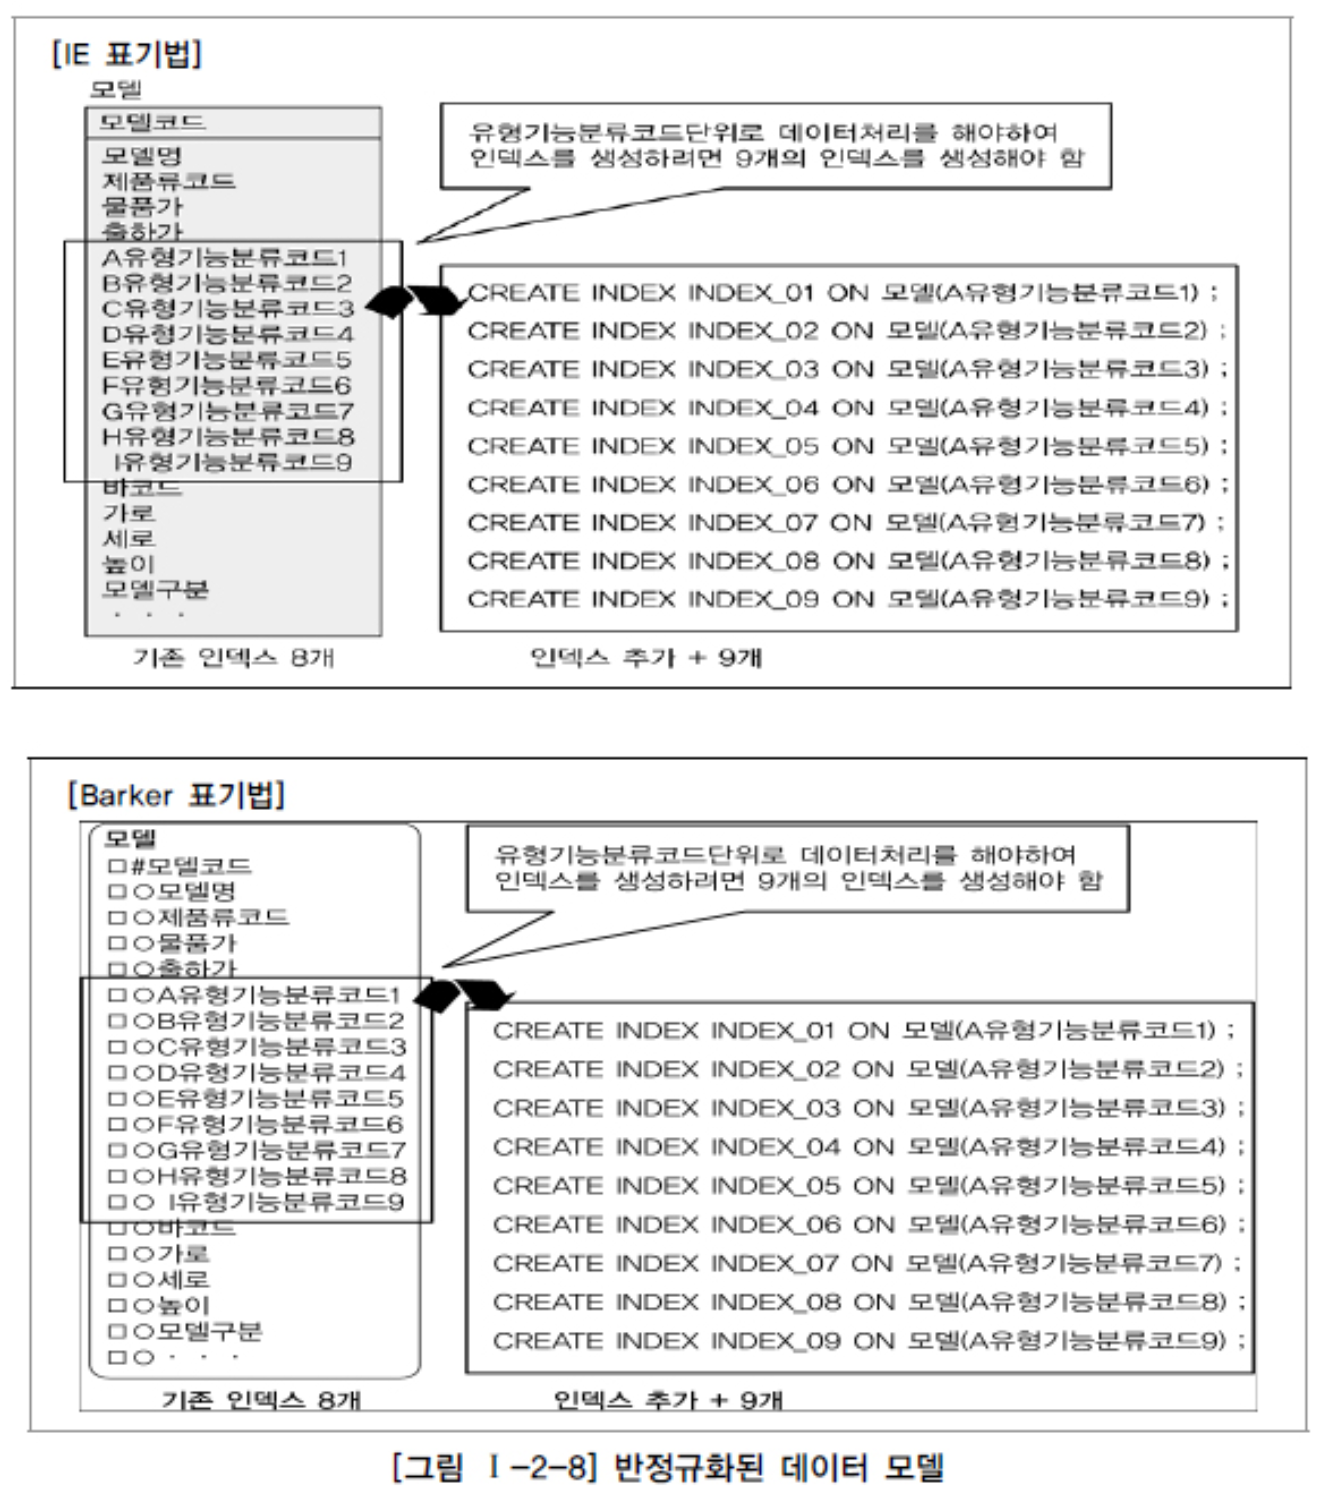 [IE 표기법]
모델
모델코드
모델명
제품류코드
물품가
출하가
A유형기능분류코드1
B유형기능분류코드2
C유형기능분류코드3
D유형기능분류코드4
E유형기능분류코드5
F유형기능분류코드6
G유형기능분류코드7
H유형기능분류코드8
I유형기능분류코드9
바코드
가로
세로
높이
모델구분
· · ·
기존 인덱스 8개
유형기능분류코드단위로 데이터처리를 해야하여
인덱스를 생성하려면 9개의 인덱스를 생성해야 함
CREATE INDEX INDEX_01 ON 모델(A유형기능분류코드1) ;
CREATE INDEX INDEX_02 ON 모델(A유형기능분류코드2) ;
CREATE INDEX INDEX_03 ON 모델(A유형기능분류코드3) ;
CREATE INDEX INDEX_04 ON 모델(A유형기능분류코드4) ;
CREATE INDEX INDEX_05 ON 모델(A유형기능분류코드5) ;
CREATE INDEX INDEX_06 ON 모델(A유형기능분류코드6) ;
CREATE INDEX INDEX_07 ON 모델(A유형기능분류코드7) ;
CREATE INDEX INDEX_08 ON 모델(A유형기능분류코드8) ;
CREATE INDEX INDEX_09 ON 모델(A유형기능분류코드9) ;
인덱스 추가 + 9개
[Barker 표기법]
모델
□#모델코드
□○모델명
□○제품류코드
□○물품가
□○출하가
□○A유형기능분류코드1
□○B유형기능분류코드2
□○C유형기능분류코드3
□○D유형기능분류코드4
□○E유형기능분류코드5
□○F유형기능분류코드6
□○G유형기능분류코드7
□○H유형기능분류코드8
□○ I유형기능분류코드9
□○바코드
□○가로
□○세로
□○높이
□○모델구분
□○ · · ·
기존 인덱스 8개
유형기능분류코드단위로 데이터처리를 해야하여
인덱스를 생성하려면 9개의 인덱스를 생성해야 함
CREATE INDEX INDEX_01 ON 모델(A유형기능분류코드1) ;
CREATE INDEX INDEX_02 ON 모델(A유형기능분류코드2) ;
CREATE INDEX INDEX_03 ON 모델(A유형기능분류코드3) ;
CREATE INDEX INDEX_04 ON 모델(A유형기능분류코드4) ;
CREATE INDEX INDEX_05 ON 모델(A유형기능분류코드5) ;
CREATE INDEX INDEX_06 ON 모델(A유형기능분류코드6) ;
CREATE INDEX INDEX_07 ON 모델(A유형기능분류코드7) ;
CREATE INDEX INDEX_08 ON 모델(A유형기능분류코드8) ;
CREATE INDEX INDEX_09 ON 모델(A유형기능분류코드9) ;
인덱스 추가 + 9개
[그림 Ⅰ-2-8] 반정규화된 데이터 모델